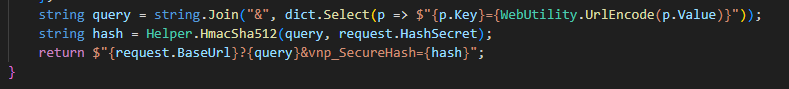 string query = string.Join("&", dict.Select(p => $"{p.Key}={WebUtility.UrlEncode(p.Value)}"));
string hash = Helper.HmacSha512(query, request.HashSecret);
return $"{request.BaseUrl}?{query}&vnp_SecureHash={hash}";
}